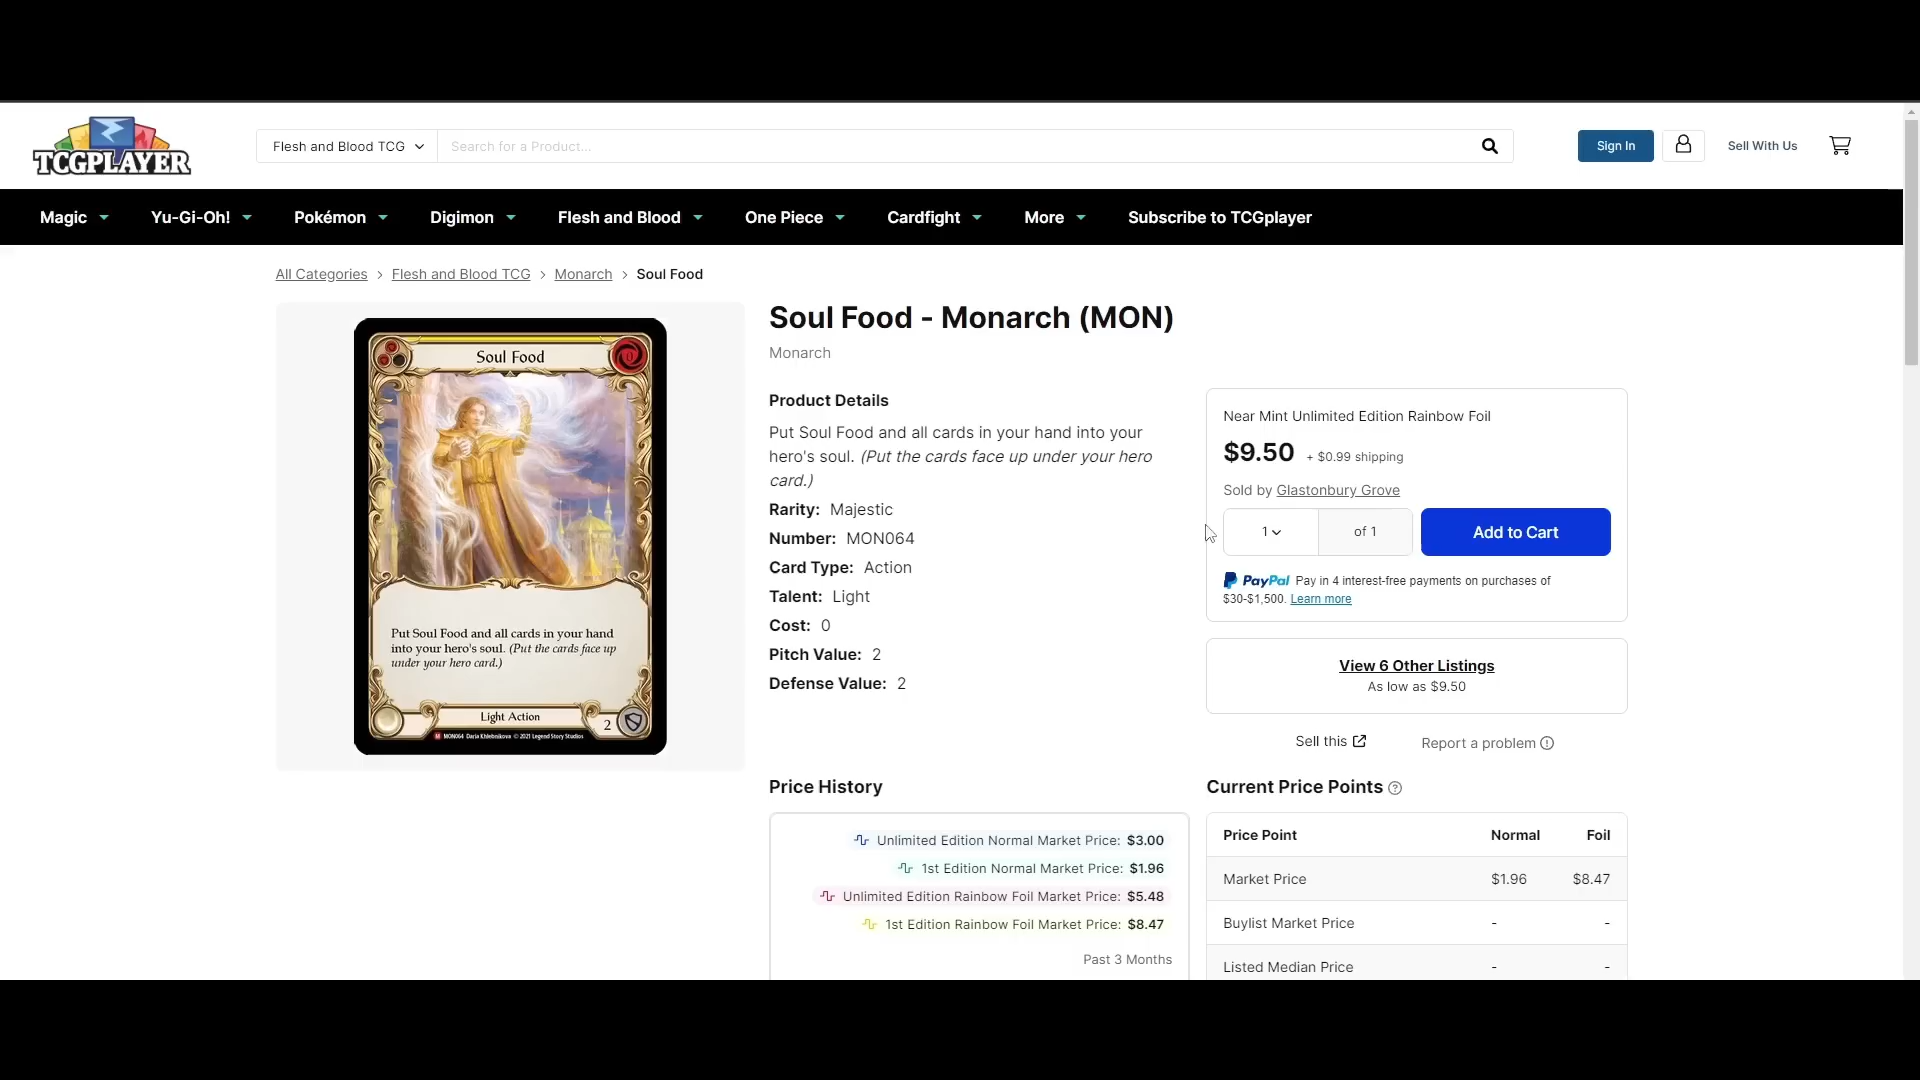 TCGPLAYER
Flesh and Blood TCG
Search for a Product...
Sign In
Sell With Us
Magic
Yu-Gi-Oh!
Pokémon
Digimon
Flesh and Blood
One Piece
Cardfight
More
Subscribe to TCGplayer
All Categories > Flesh and Blood TCG > Monarch > Soul Food
Soul Food
0
Put Soul Food and all cards in your hand
into your hero's soul. (Put the cards face up
under your hero card.)
Light Action
2
M MON064 Daria Khlebnikova © 2021 Legend Story Studios
Soul Food - Monarch (MON)
Monarch
Product Details
Put Soul Food and all cards in your hand into your
hero's soul. (Put the cards face up under your hero
card.)
Rarity: Majestic
Number: MON064
Card Type: Action
Talent: Light
Cost: 0
Pitch Value: 2
Defense Value: 2
Near Mint Unlimited Edition Rainbow Foil
$9.50 + $0.99 shipping
Sold by Glastonbury Grove
1 of 1
Add to Cart
PayPal Pay in 4 interest-free payments on purchases of
$30-$1,500. Learn more
View 6 Other Listings
As low as $9.50
Sell this
Report a problem
Price History
Unlimited Edition Normal Market Price: $3.00
1st Edition Normal Market Price: $1.96
Unlimited Edition Rainbow Foil Market Price: $5.48
1st Edition Rainbow Foil Market Price: $8.47
Past 3 Months
Current Price Points
Price Point Normal Foil
Market Price $1.96 $8.47
Buylist Market Price - -
Listed Median Price - -